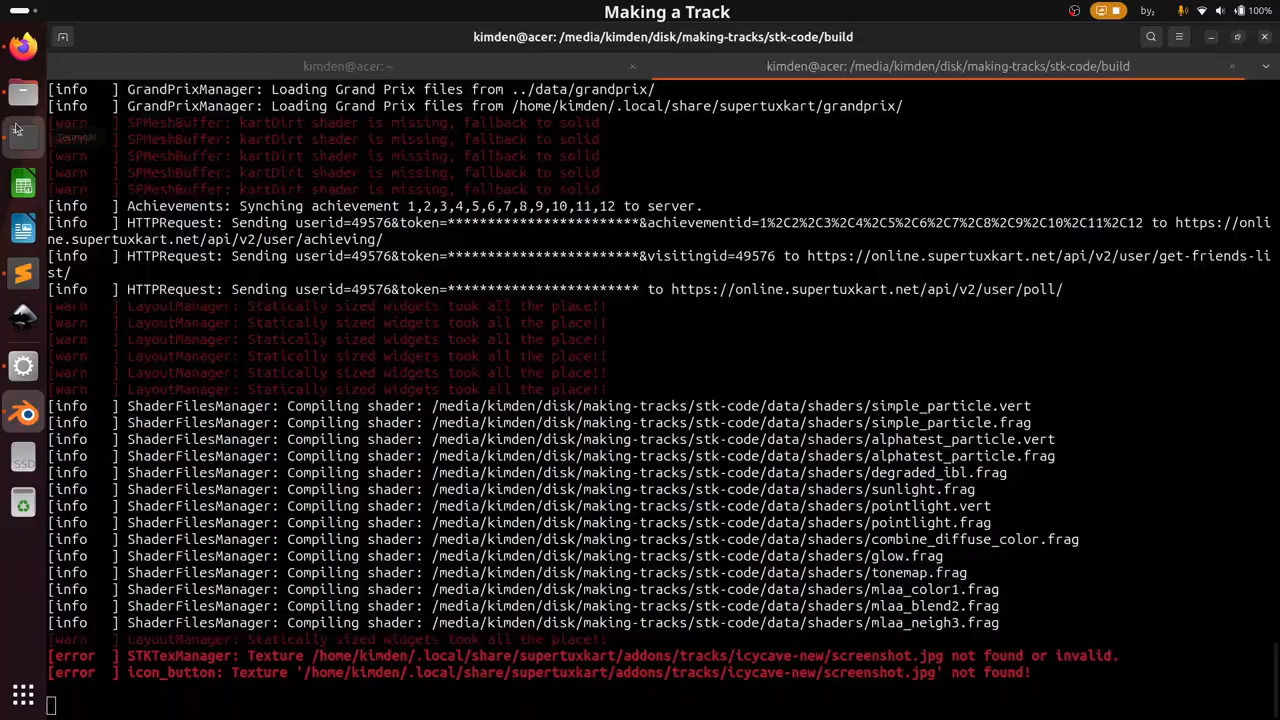 Making a Track
by₂
100%
kimden@acer: /media/kimden/disk/making-tracks/stk-code/build
kimden@acer: ~
kimden@acer: /media/kimden/disk/making-tracks/stk-code/build
[info   ] GrandPrixManager: Loading Grand Prix files from ../data/grandprix/
[info   ] GrandPrixManager: Loading Grand Prix files from /home/kimden/.local/share/supertuxkart/grandprix/
[warn   ] SPMeshBuffer: kartDirt shader is missing, fallback to solid
Terminal
[warn   ] SPMeshBuffer: kartDirt shader is missing, fallback to solid
[warn   ] SPMeshBuffer: kartDirt shader is missing, fallback to solid
[warn   ] SPMeshBuffer: kartDirt shader is missing, fallback to solid
[warn   ] SPMeshBuffer: kartDirt shader is missing, fallback to solid
[info   ] Achievements: Synching achievement 1,2,3,4,5,6,7,8,9,10,11,12 to server.
[info   ] HTTPRequest: Sending userid=49576&token=************************&achievementid=1%2C2%2C3%2C4%2C5%2C6%2C7%2C8%2C9%2C10%2C11%2C12 to https://onli
ne.supertuxkart.net/api/v2/user/achieving/
[info   ] HTTPRequest: Sending userid=49576&token=************************&visitingid=49576 to https://online.supertuxkart.net/api/v2/user/get-friends-li
st/
[info   ] HTTPRequest: Sending userid=49576&token=************************ to https://online.supertuxkart.net/api/v2/user/poll/
[warn   ] LayoutManager: Statically sized widgets took all the place!!
[warn   ] LayoutManager: Statically sized widgets took all the place!!
[warn   ] LayoutManager: Statically sized widgets took all the place!!
[warn   ] LayoutManager: Statically sized widgets took all the place!!
[warn   ] LayoutManager: Statically sized widgets took all the place!!
[warn   ] LayoutManager: Statically sized widgets took all the place!!
[info   ] ShaderFilesManager: Compiling shader: /media/kimden/disk/making-tracks/stk-code/data/shaders/simple_particle.vert
[info   ] ShaderFilesManager: Compiling shader: /media/kimden/disk/making-tracks/stk-code/data/shaders/simple_particle.frag
[info   ] ShaderFilesManager: Compiling shader: /media/kimden/disk/making-tracks/stk-code/data/shaders/alphatest_particle.vert
[info   ] ShaderFilesManager: Compiling shader: /media/kimden/disk/making-tracks/stk-code/data/shaders/alphatest_particle.frag
[info   ] ShaderFilesManager: Compiling shader: /media/kimden/disk/making-tracks/stk-code/data/shaders/degraded_ibl.frag
[info   ] ShaderFilesManager: Compiling shader: /media/kimden/disk/making-tracks/stk-code/data/shaders/sunlight.frag
[info   ] ShaderFilesManager: Compiling shader: /media/kimden/disk/making-tracks/stk-code/data/shaders/pointlight.vert
[info   ] ShaderFilesManager: Compiling shader: /media/kimden/disk/making-tracks/stk-code/data/shaders/pointlight.frag
[info   ] ShaderFilesManager: Compiling shader: /media/kimden/disk/making-tracks/stk-code/data/shaders/combine_diffuse_color.frag
[info   ] ShaderFilesManager: Compiling shader: /media/kimden/disk/making-tracks/stk-code/data/shaders/glow.frag
[info   ] ShaderFilesManager: Compiling shader: /media/kimden/disk/making-tracks/stk-code/data/shaders/tonemap.frag
[info   ] ShaderFilesManager: Compiling shader: /media/kimden/disk/making-tracks/stk-code/data/shaders/mlaa_color1.frag
[info   ] ShaderFilesManager: Compiling shader: /media/kimden/disk/making-tracks/stk-code/data/shaders/mlaa_blend2.frag
[info   ] ShaderFilesManager: Compiling shader: /media/kimden/disk/making-tracks/stk-code/data/shaders/mlaa_neigh3.frag
[warn   ] LayoutManager: Statically sized widgets took all the place!!
[error  ] STKTexManager: Texture /home/kimden/.local/share/supertuxkart/addons/tracks/icycave-new/screenshot.jpg not found or invalid.
[error  ] icon_button: Texture '/home/kimden/.local/share/supertuxkart/addons/tracks/icycave-new/screenshot.jpg' not found!
SSD